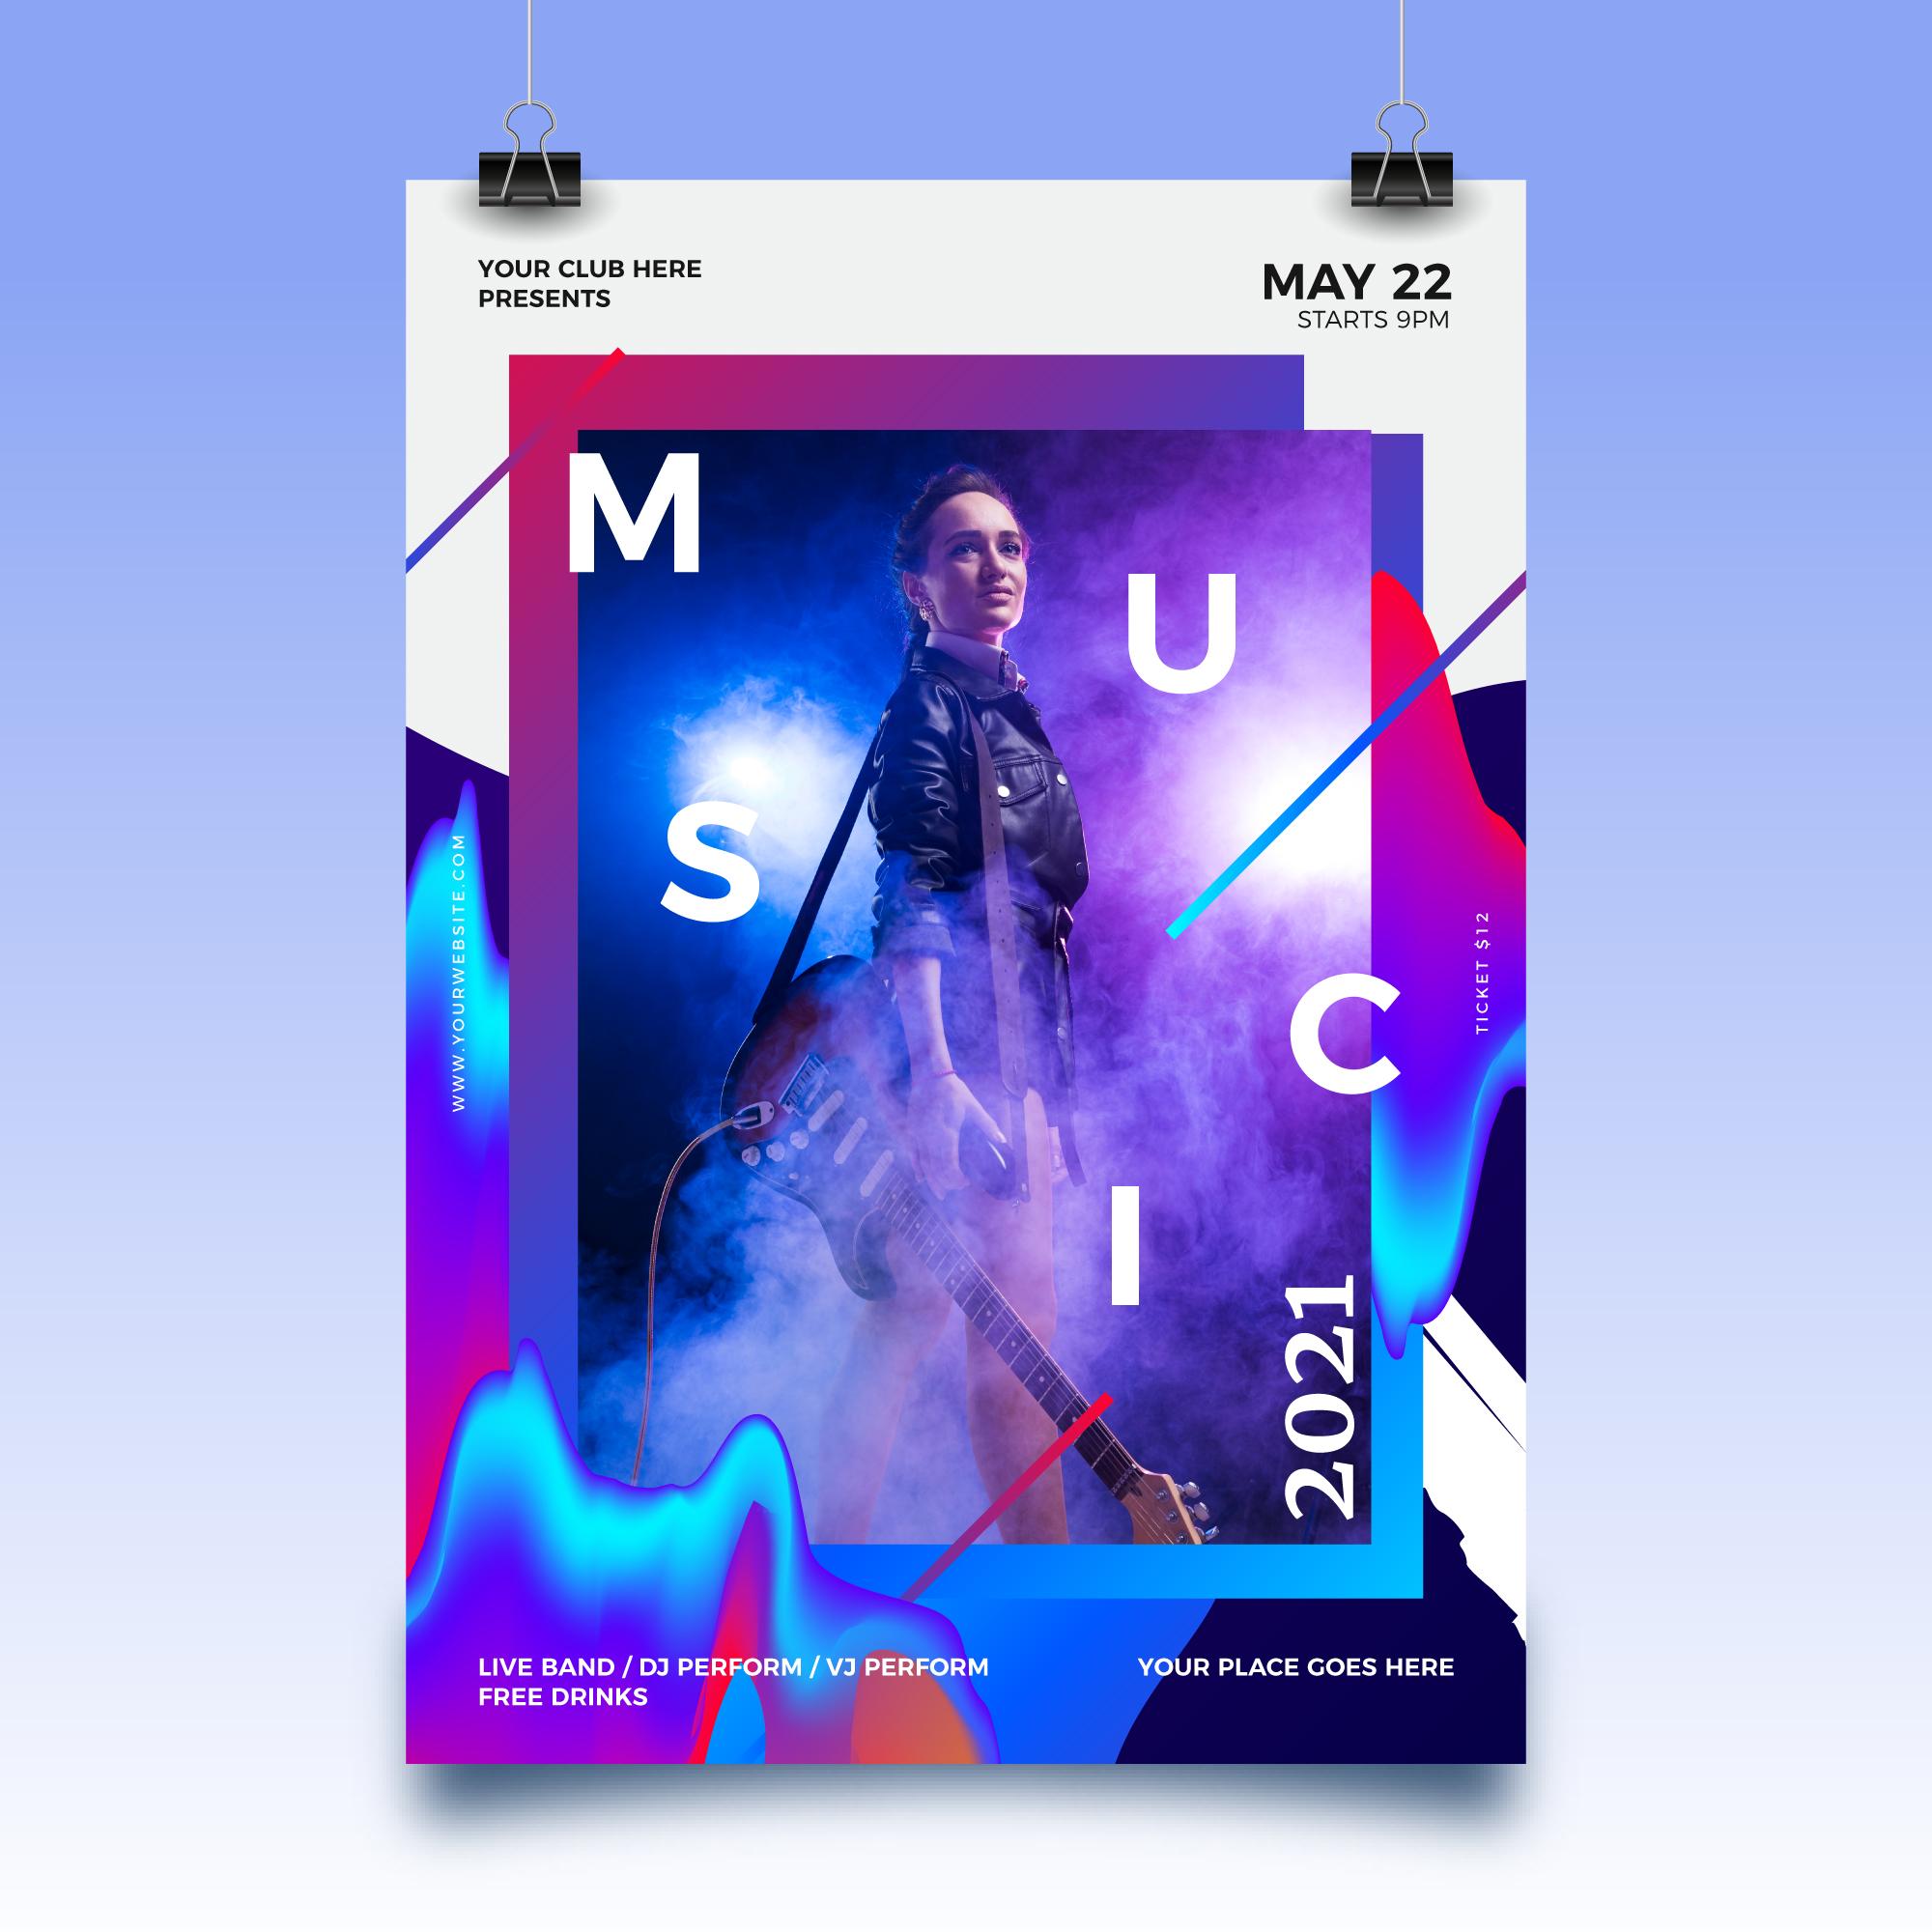 YOUR CLUB HERE
PRESENTS
MAY 22
STARTS 9PM
M
U
S
C
I
2021
WWW.YOURWEBSITE.COM
TICKET $12
LIVE BAND / DJ PERFORM / VJ PERFORM
FREE DRINKS
YOUR PLACE GOES HERE